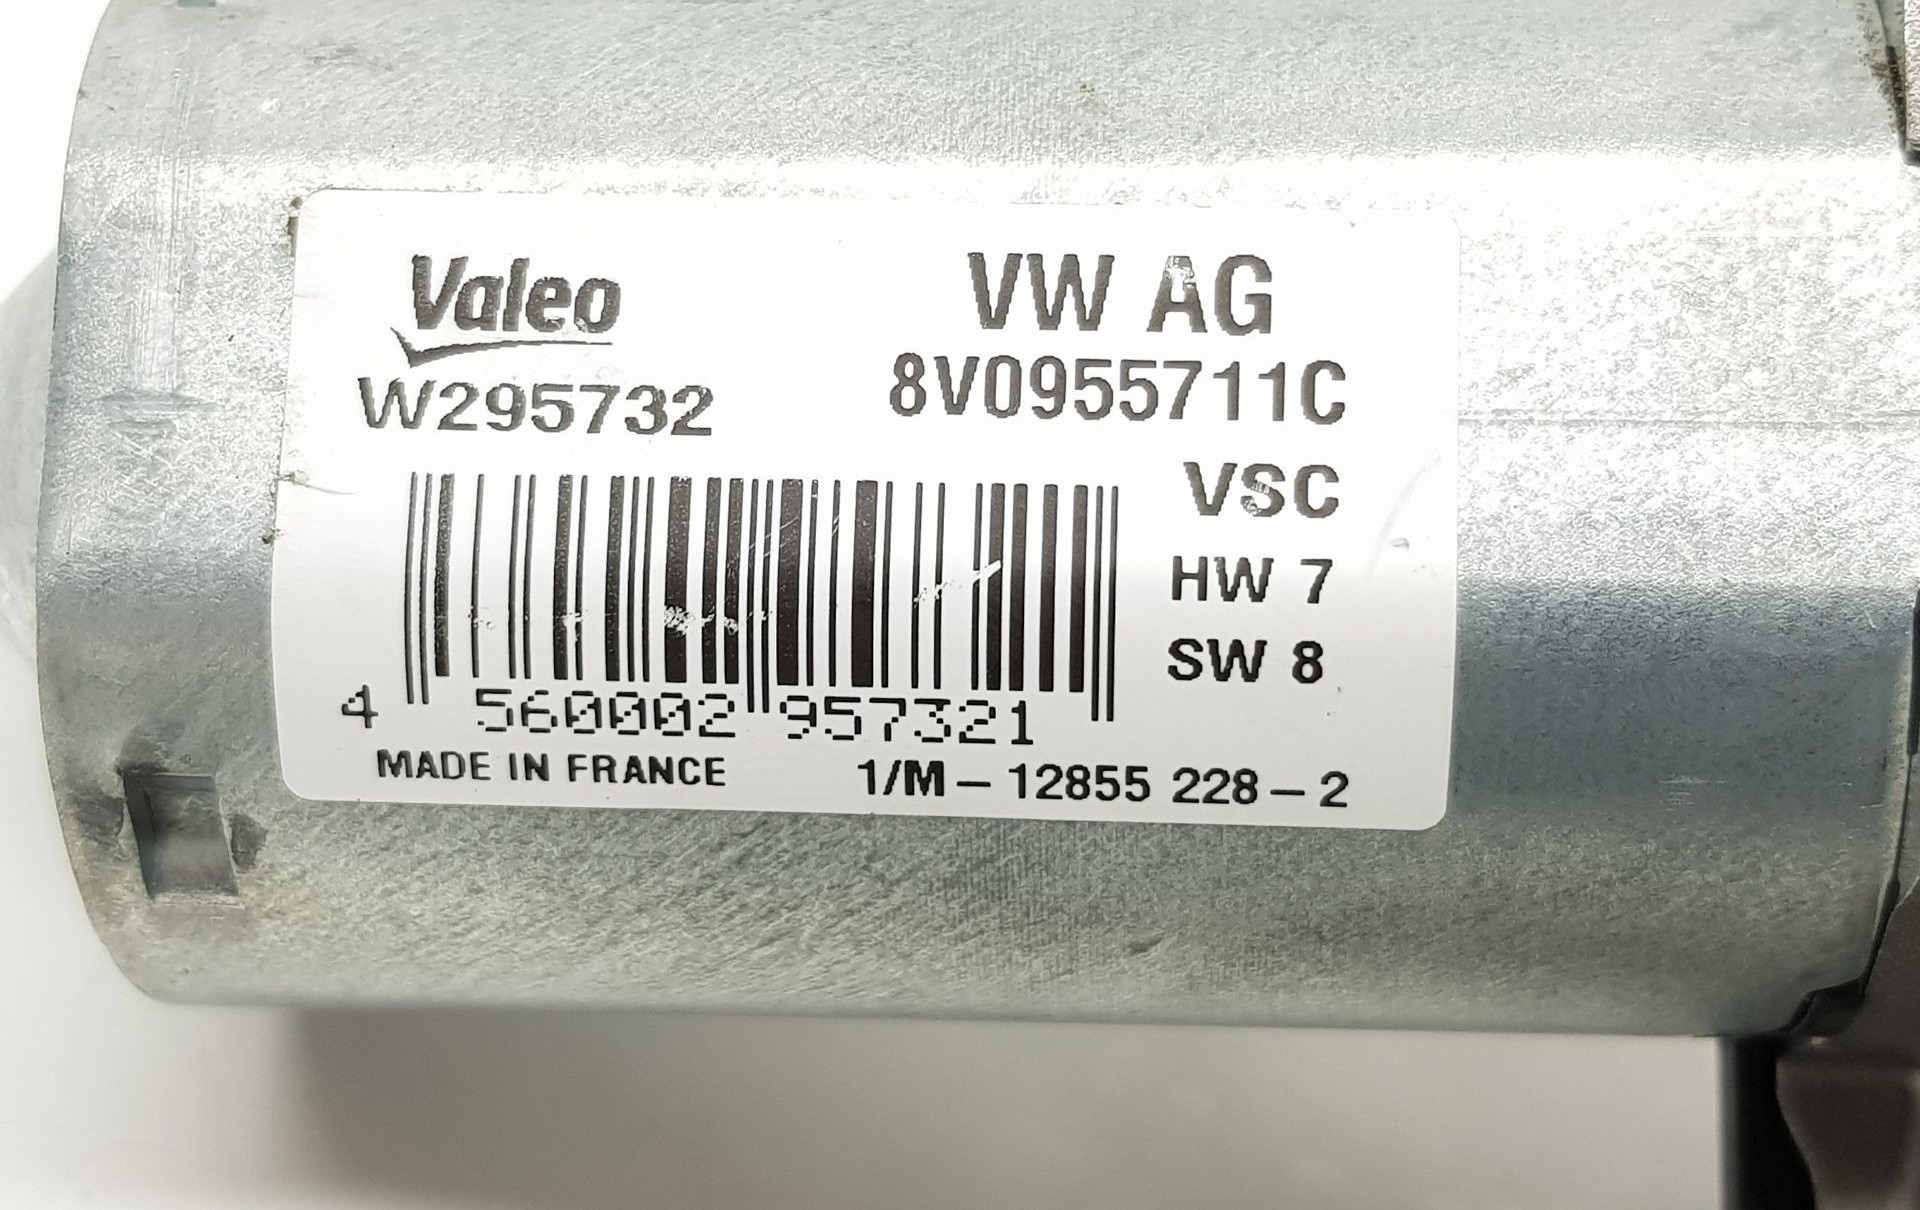 Valeo
W295732
VW AG
8V0955711C
VSC
HW 7
SW 8
4 560002 957321
MADE IN FRANCE
1/M – 12855 228 – 2